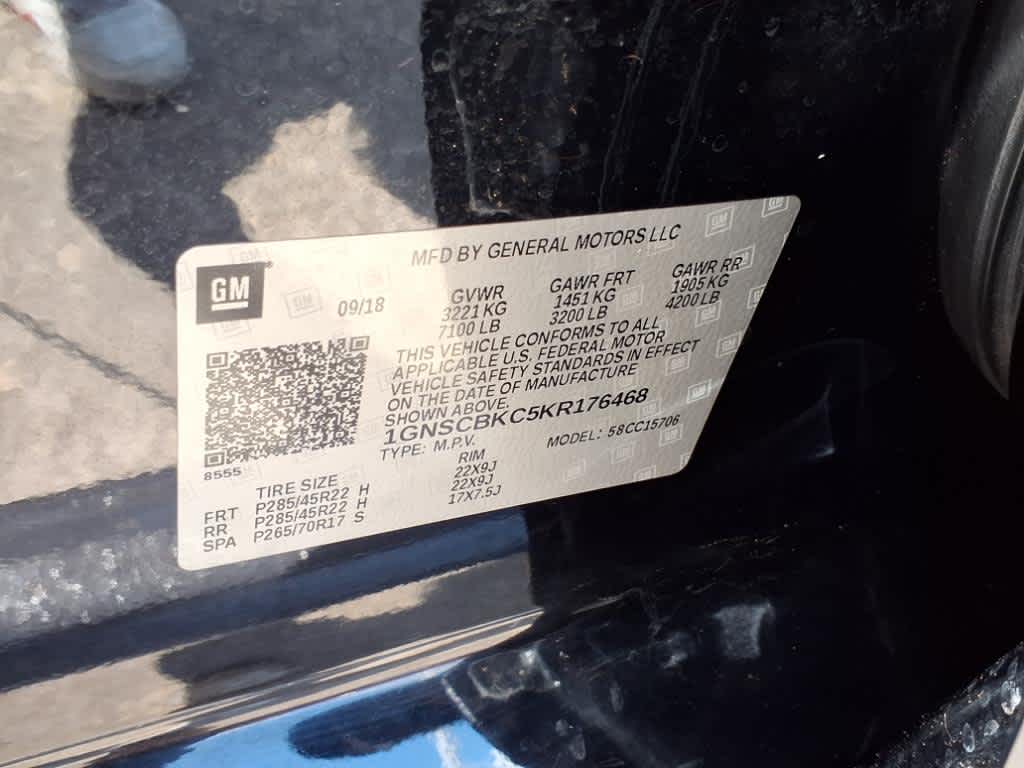 MFD BY GENERAL MOTORS LLC
GM
09/18
GVWR
3221 KG
7100 LB
GAWR FRT
1451 KG
3200 LB
GAWR RR
1905 KG
4200 LB
THIS VEHICLE CONFORMS TO ALL
APPLICABLE U.S. FEDERAL MOTOR
VEHICLE SAFETY STANDARDS IN EFFECT
ON THE DATE OF MANUFACTURE
SHOWN ABOVE.
1GNSCBKC5KR176468
TYPE: M.P.V. MODEL: 58CC15706
8555
TIRE SIZE RIM
FRT P285/45R22 H 22X9J
RR P285/45R22 H 22X9J
SPA P265/70R17 S 17X7.5J